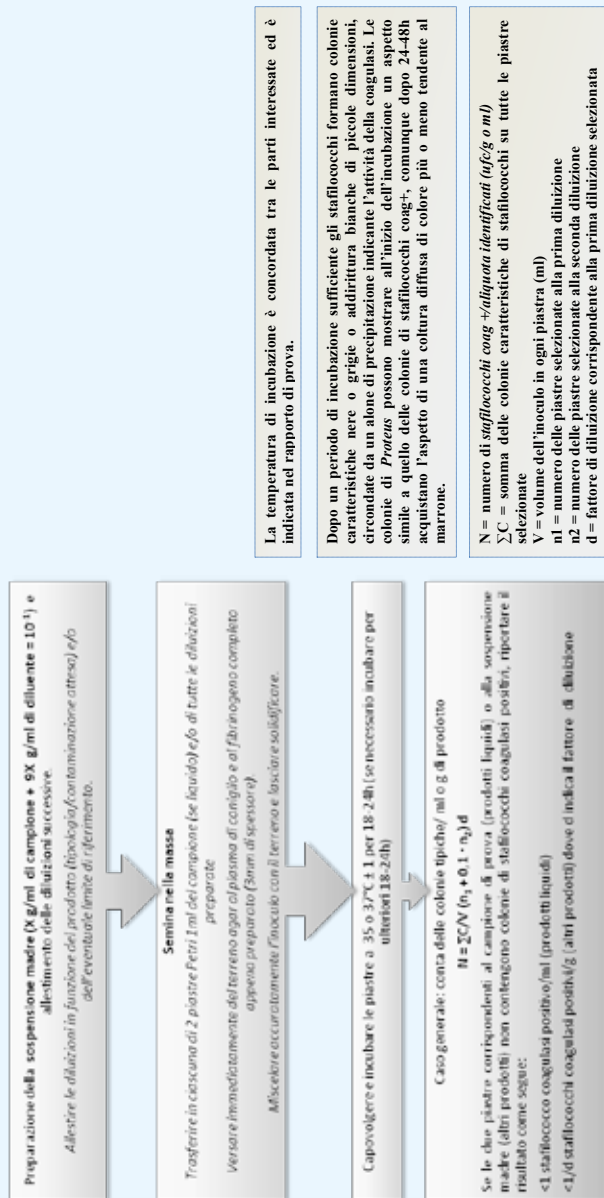 Preparazione della sospensione madre (X g/ml di campione + 9X g/ml di diluente = 10⁻¹) e
allestimento delle diluizioni successive.
Allestire le diluizioni in funzione del prodotto (tipologia/contaminazione attesa) e/o
dell'eventuale limite di riferimento.
Semina nella massa
Trasferire in ciascuna di 2 piastre Petri 1ml del campione (se liquido) e/o di tutte le diluizioni
preparate
Versare immediatamente del terreno agar al plasma di coniglio e al fibrinogeno completo
appena preparato (3mm di spessore).
Miscelare accuratamente l'inoculo con il terreno e lasciare solidificare.
Capovolgere e incubare le piastre a 35 o 37°C ± 1 per 18-24h (se necessario incubare per
ulteriori 18-24h)
Caso generale: conta delle colonie tipiche/ ml o g di prodotto
N = ∑C/V (n₁ + 0,1 · n₂) d
Se le due piastre corrispondenti al campione di prova (prodotti liquidi) o alla sospensione
madre (altri prodotti) non contengono colonie di stafilococchi coagulasi positivi, riportare il
risultato come segue:
<1 stafilococco coagulasi positivo/ml (prodotti liquidi)
<1/d stafilococchi coagulasi positivi/g (altri prodotti) dove d indica il fattore di diluizione
La temperatura di incubazione è concordata tra le parti interessate ed è
indicata nel rapporto di prova.
Dopo un periodo di incubazione sufficiente gli stafilococchi formano colonie
caratteristiche nere o grigie o addirittura bianche di piccole dimensioni,
circondate da un alone di precipitazione indicante l'attività della coagulasi. Le
colonie di Proteus possono mostrare all'inizio dell'incubazione un aspetto
simile a quello delle colonie di stafilococchi coag+, comunque dopo 24-48h
acquistano l'aspetto di una coltura diffusa di colore più o meno tendente al
marrone.
N = numero di stafilococchi coag +/aliquota identificati (ufc/g o ml)
∑C = somma delle colonie caratteristiche di stafilococchi su tutte le piastre
selezionate
V = volume dell'inoculo in ogni piastra (ml)
n1 = numero delle piastre selezionate alla prima diluizione
n2 = numero delle piastre selezionate alla seconda diluizione
d = fattore di diluizione corrispondente alla prima diluizione selezionata